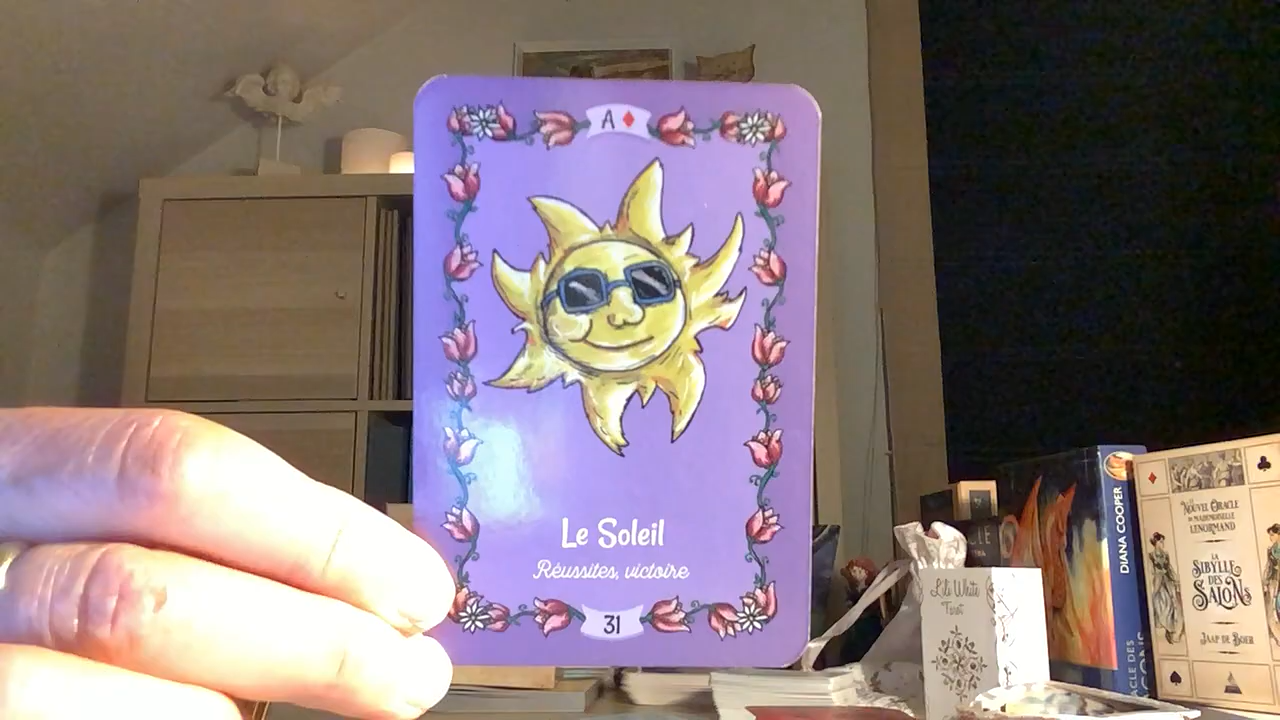 A♦
Le Soleil
Réussites, victoire
31
Lili White
Tarot
DIANA COOPER
NOUVEL ORACLE
DE MADEMOISELLE
LENORMAND
LA
SIBYLLE
DES
SALONS
JAAP DE BOER